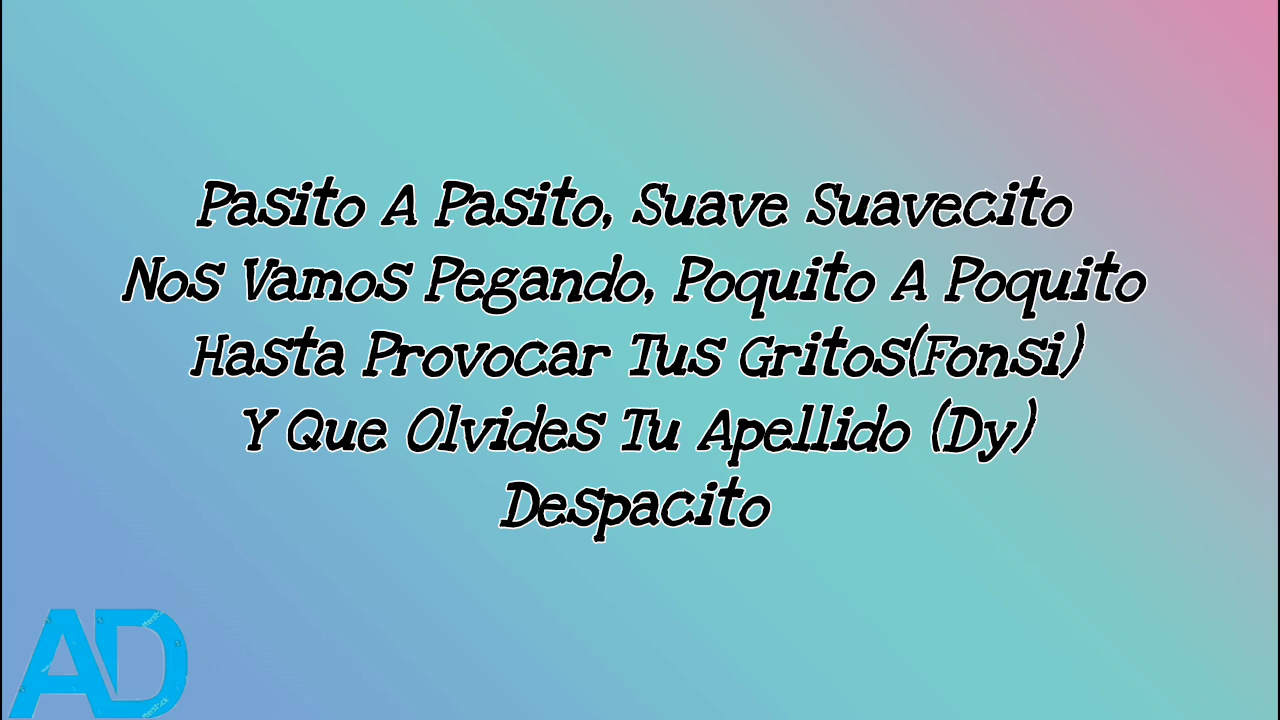 Pasito A Pasito, Suave Suavecito
Nos Vamos Pegando, Poquito A Poquito
Hasta Provocar Tus Gritos(Fonsi)
Y Que Olvides Tu Apellido (Dy)
Despacito
AD